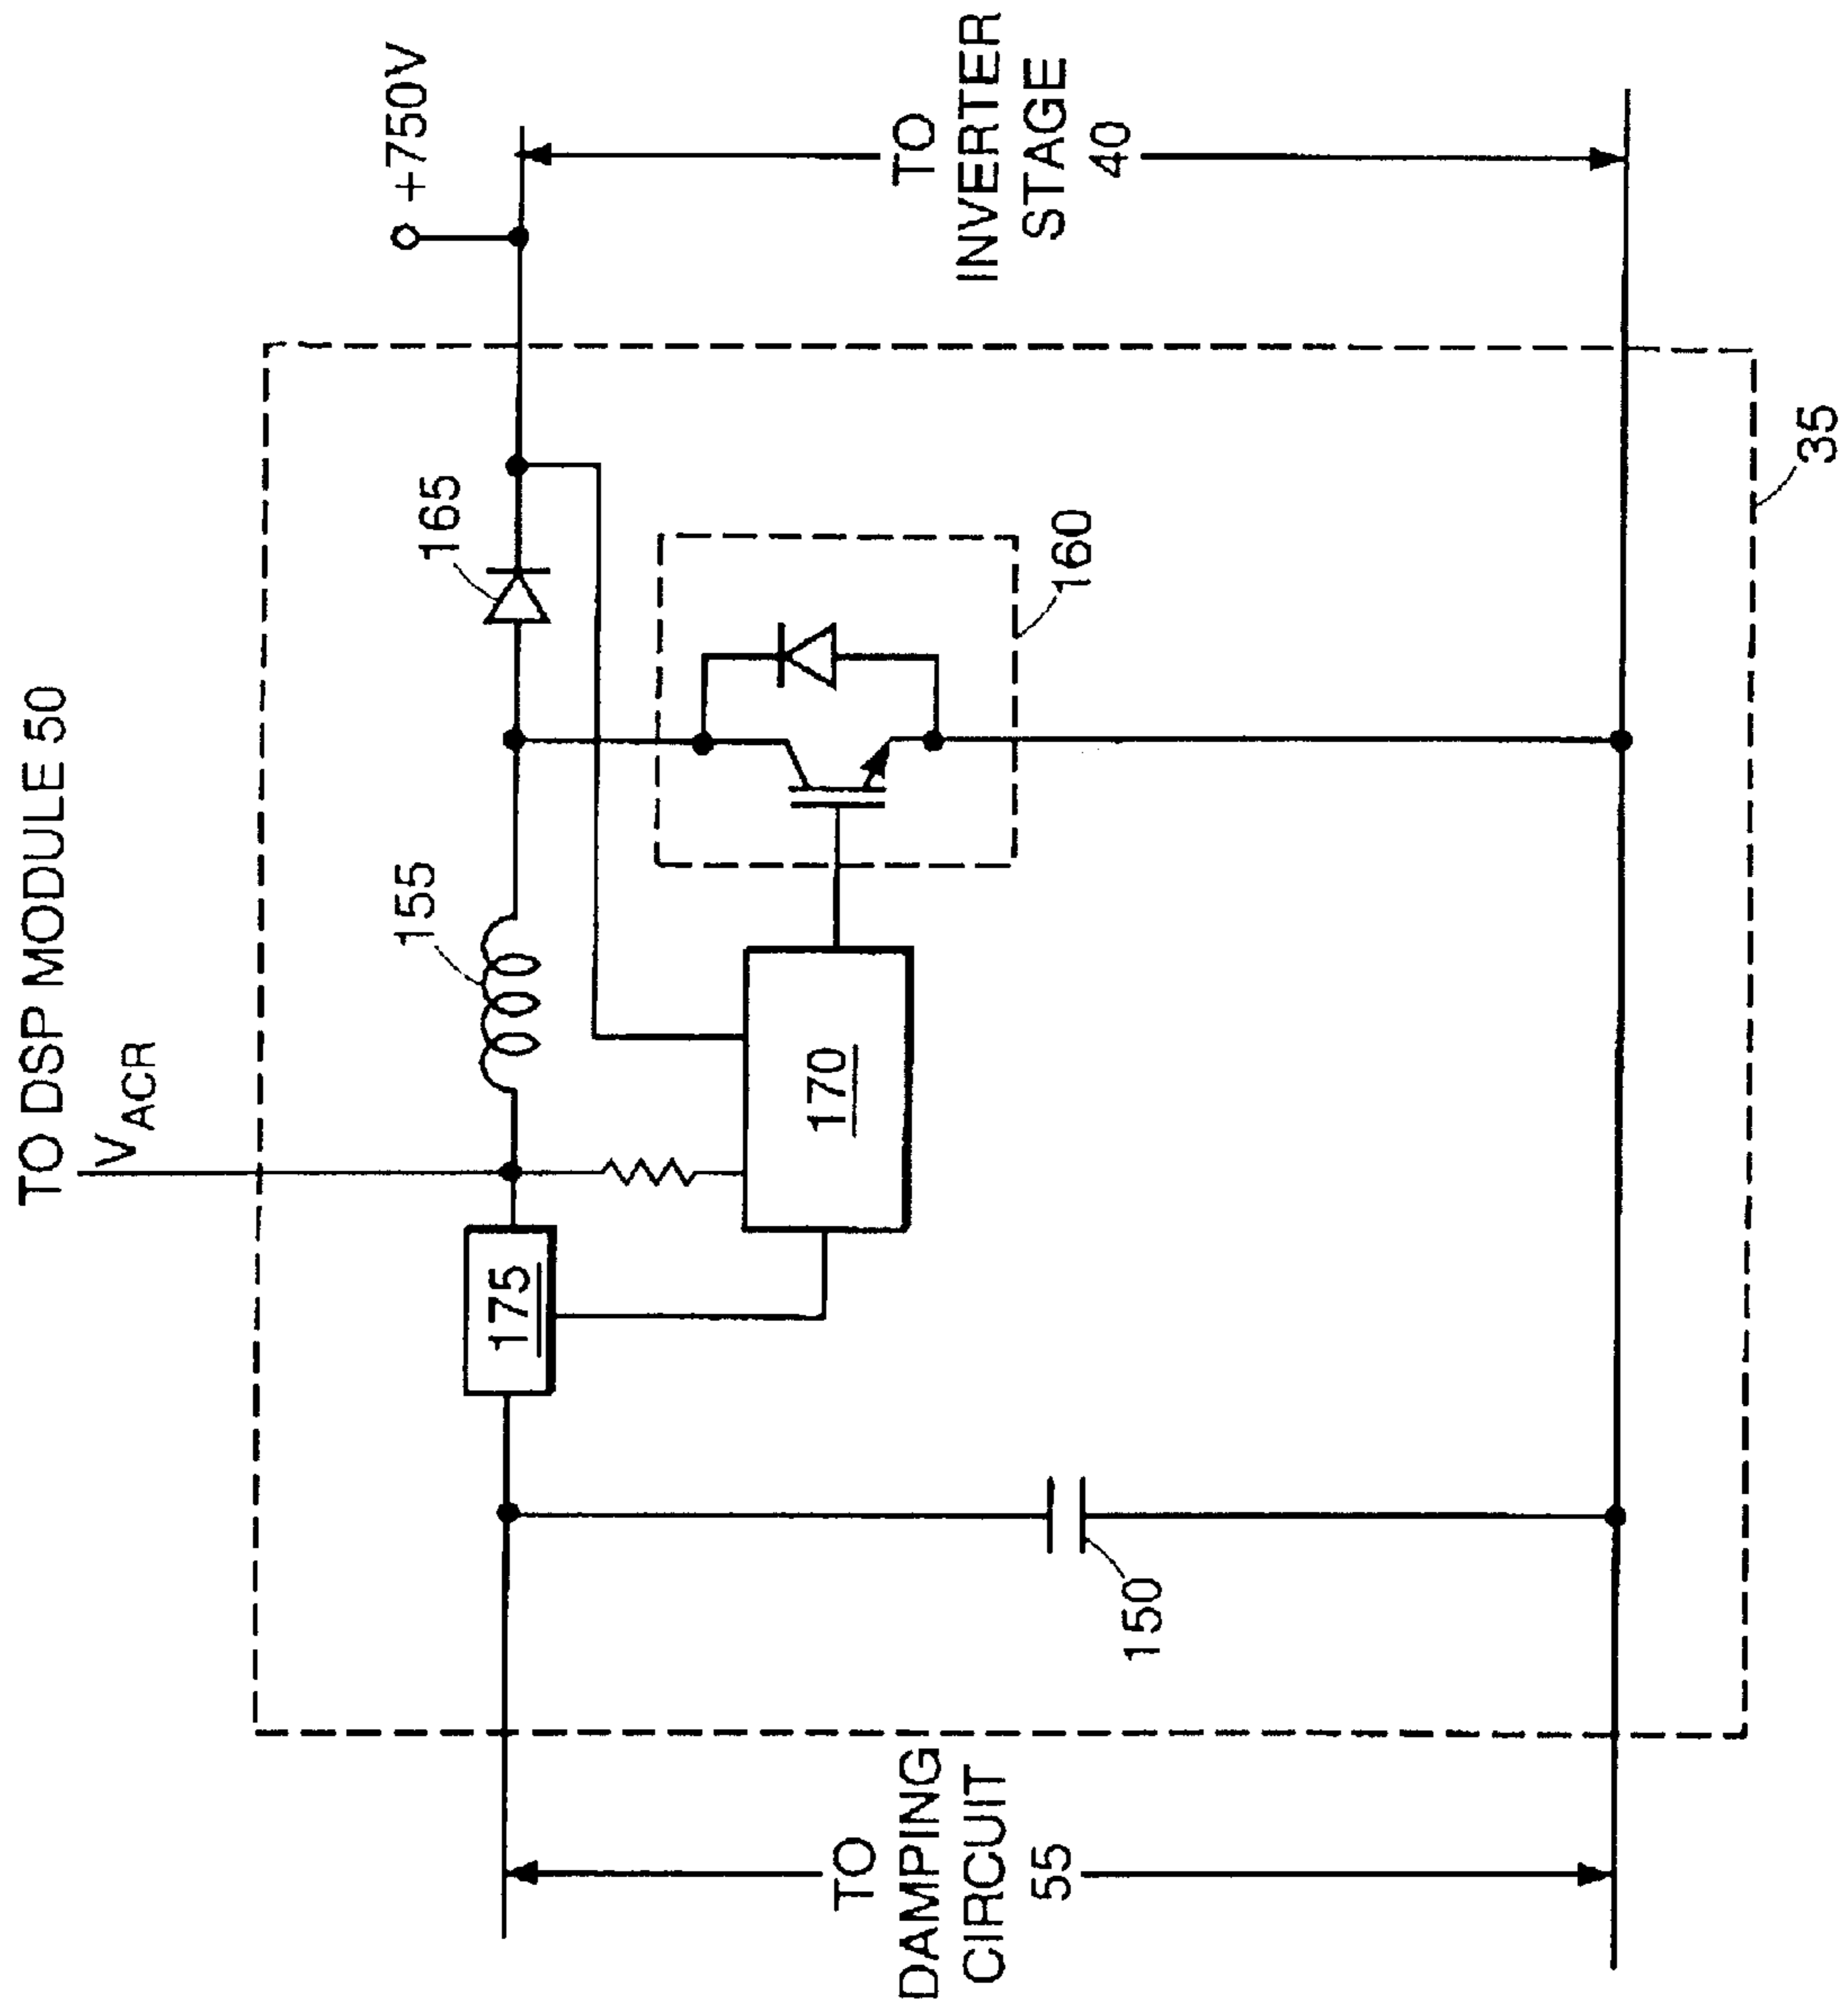 TO DSP MODULE 50
VACR
+750V
155
165
175
170
160
150
TO
DAMPING
CIRCUIT
55
TO
INVERTER
STAGE
40
35